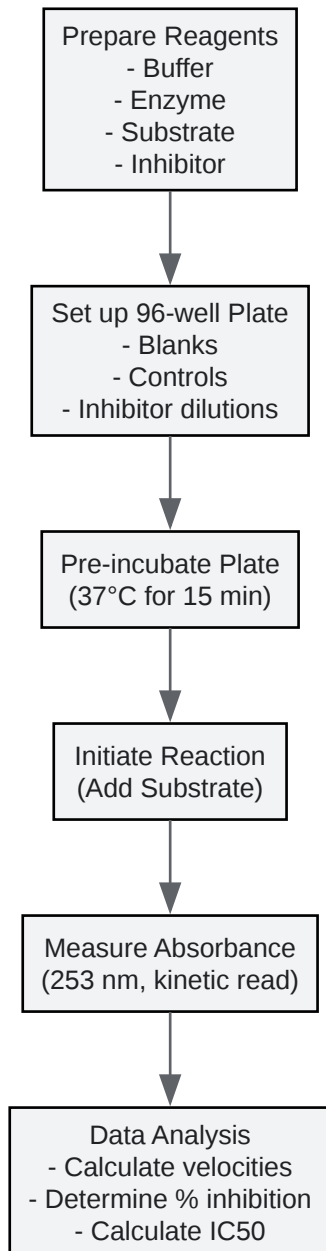 Prepare Reagents
- Buffer
- Enzyme
- Substrate
- Inhibitor
Set up 96-well Plate
- Blanks
- Controls
- Inhibitor dilutions
Pre-incubate Plate
(37°C for 15 min)
Initiate Reaction
(Add Substrate)
Measure Absorbance
(253 nm, kinetic read)
Data Analysis
- Calculate velocities
- Determine % inhibition
- Calculate IC50